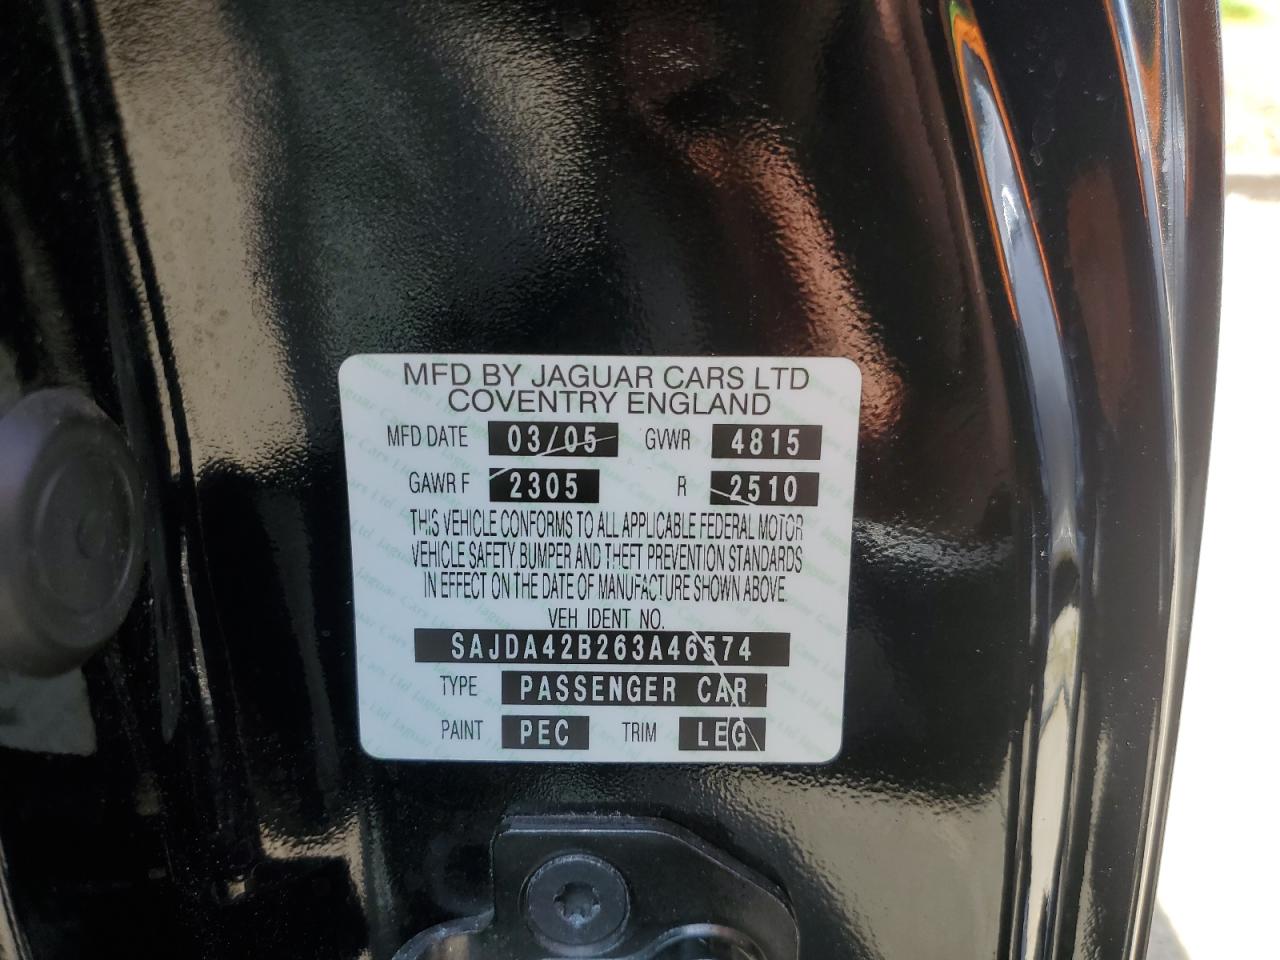 MFD BY JAGUAR CARS LTD
COVENTRY ENGLAND
MFD DATE 03/05 GVWR 4815
GAWR F 2305 R 2510
THIS VEHICLE CONFORMS TO ALL APPLICABLE FEDERAL MOTOR
VEHICLE SAFETY, BUMPER AND THEFT PREVENTION STANDARDS
IN EFFECT ON THE DATE OF MANUFACTURE SHOWN ABOVE.
VEH IDENT NO.
SAJDA42B263A46574
TYPE PASSENGER CAR
PAINT PEC TRIM LEG